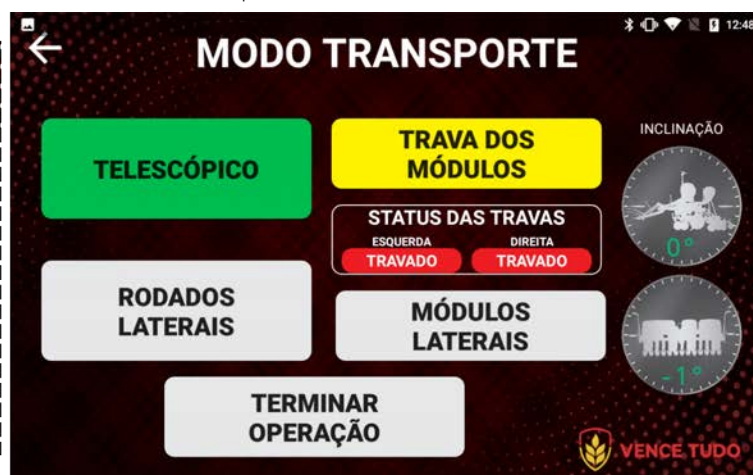 12:48
MODO TRANSPORTE
TELESCÓPICO
TRAVA DOS
MÓDULOS
INCLINAÇÃO
STATUS DAS TRAVAS
ESQUERDA
DIREITA
TRAVADO
TRAVADO
0°
RODADOS
LATERAIS
MÓDULOS
LATERAIS
-1°
TERMINAR
OPERAÇÃO
VENCE TUDO